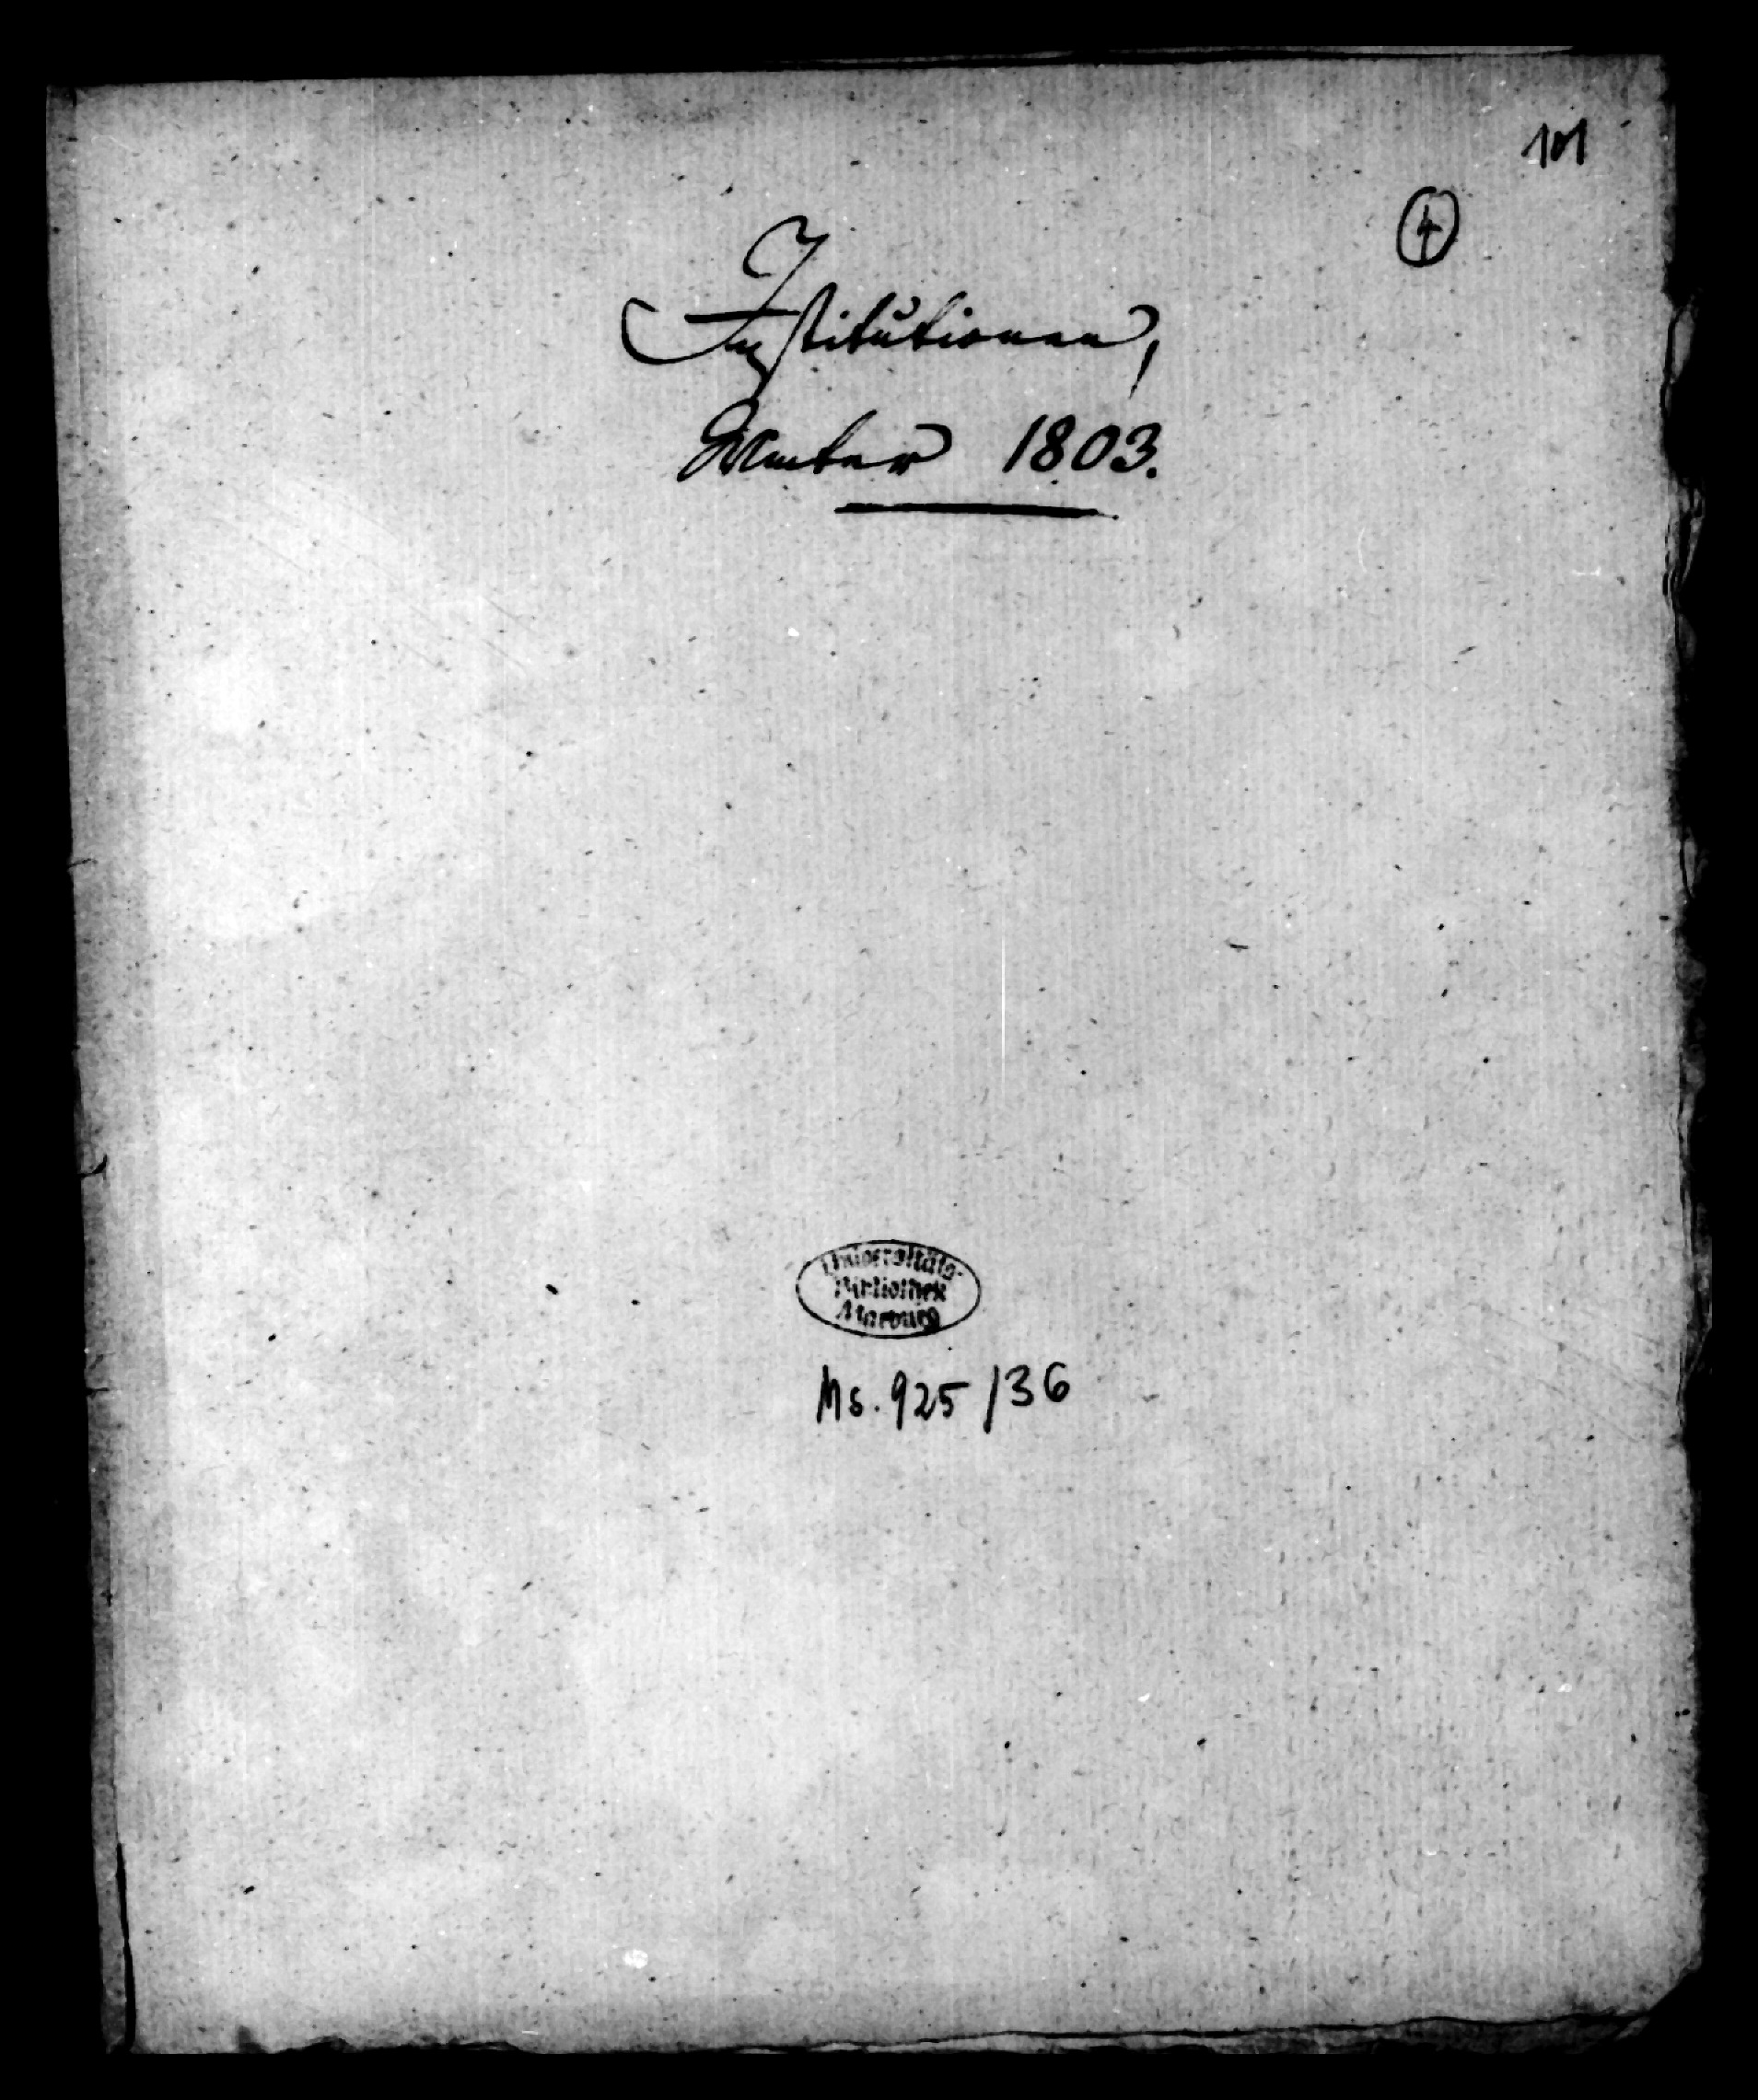 101
4
Institutionen,
Winter 1803.
Universitäts-
Bibliothek
Marburg
Ms. 925/36